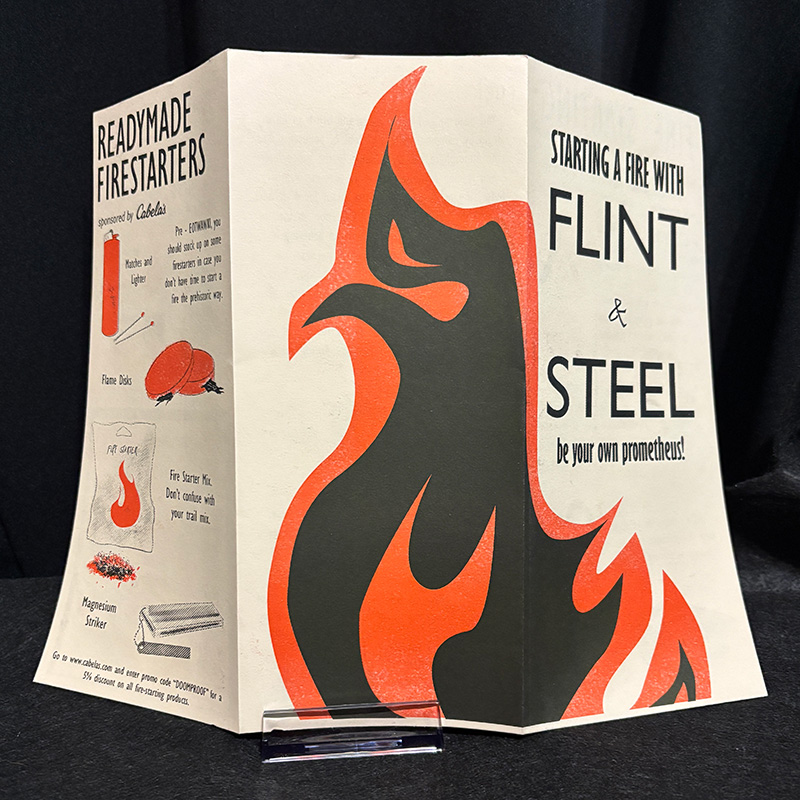 READYMADE
FIRESTARTERS
sponsored by Cabela's
Pre - EOTWAWKI, you
should stock up on some
firestarters in case you
don't have time to start a
fire the prehistoric way.
Matches and
Lighter
Flame Disks
FIRE STARTER
Fire Starter Mix.
Don't confuse with
your trail mix.
Magnesium
Striker
Go to www.cabelas.com and enter promo code "DOOMPROOF" for a
5% discount on all fire-starting products.
STARTING A FIRE WITH
FLINT
&
STEEL
be your own prometheus!